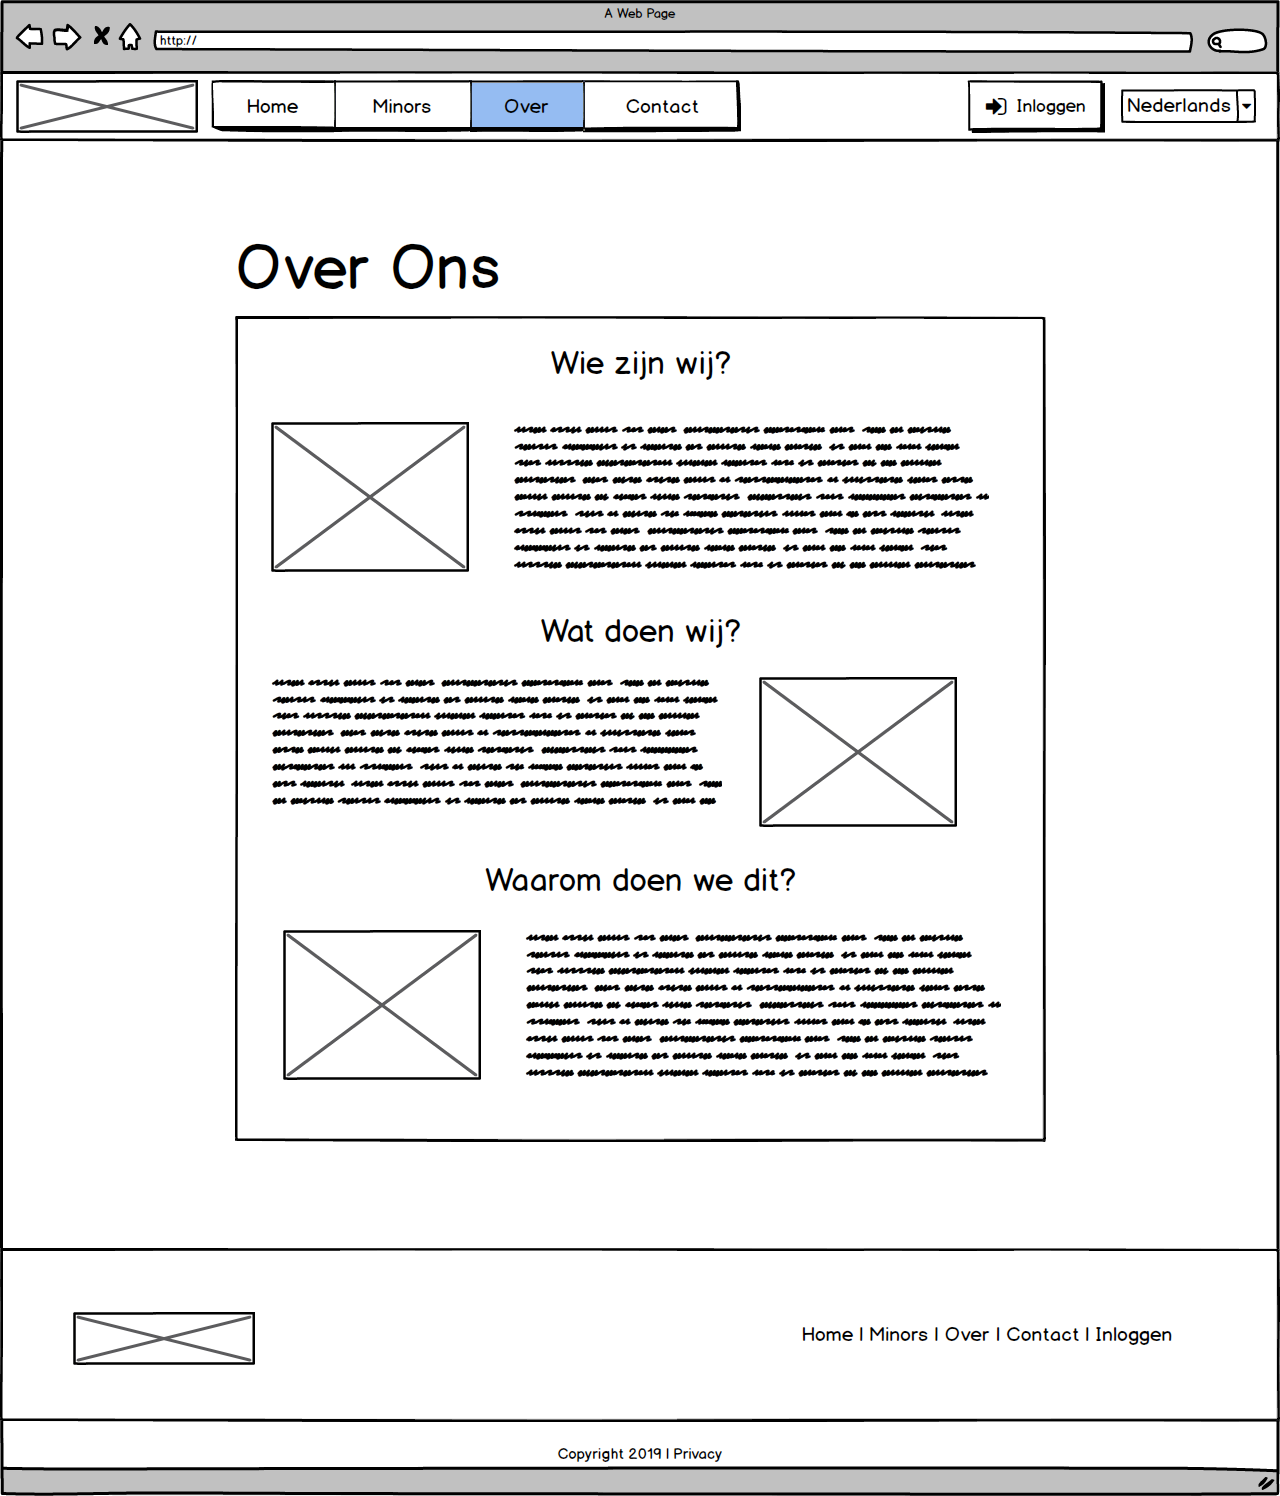 A Web Page
http://
Home Minors Over Contact Inloggen Nederlands
Over Ons
Wie zijn wij?
Wat doen wij?
Waarom doen we dit?
Home | Minors | Over | Contact | Inloggen
Copyright 2019 | Privacy